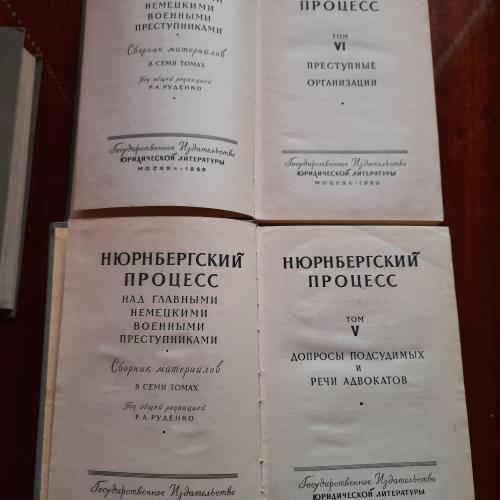 НЕМЕЦКИМИ
ВОЕННЫМИ
ПРЕСТУПНИКАМИ
Сборник материалов
В СЕМИ ТОМАХ
Под общей редакцией
Р.А. РУДЕНКО
Государственное Издательство
ЮРИДИЧЕСКОЙ ЛИТЕРАТУРЫ
МОСКВА · 1960
ПРОЦЕСС
ТОМ
VI
ПРЕСТУПНЫЕ
ОРГАНИЗАЦИИ
Государственное Издательство
ЮРИДИЧЕСКОЙ ЛИТЕРАТУРЫ
МОСКВА · 1960
НЮРНБЕРГСКИЙ
ПРОЦЕСС
НАД ГЛАВНЫМИ
НЕМЕЦКИМИ
ВОЕННЫМИ
ПРЕСТУПНИКАМИ
Сборник материалов
В СЕМИ ТОМАХ
Под общей редакцией
Р.А. РУДЕНКО
Государственное Издательство
НЮРНБЕРГСКИЙ
ПРОЦЕСС
ТОМ
V
ДОПРОСЫ ПОДСУДИМЫХ
И
РЕЧИ АДВОКАТОВ
Государственное Издательство
ЮРИДИЧЕСКОЙ ЛИТЕРАТУРЫ